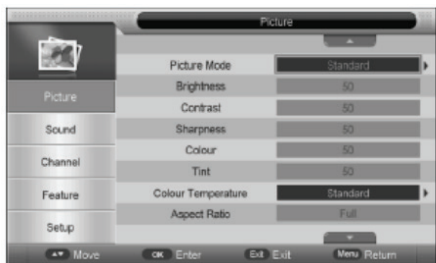 Picture
Picture
Sound
Channel
Feature
Setup
Picture Mode Standard
Brightness 50
Contrast 50
Sharpness 50
Colour 50
Tint 50
Colour Temperature Standard
Aspect Ratio Full
Move OK Enter Exit Exit Menu Return